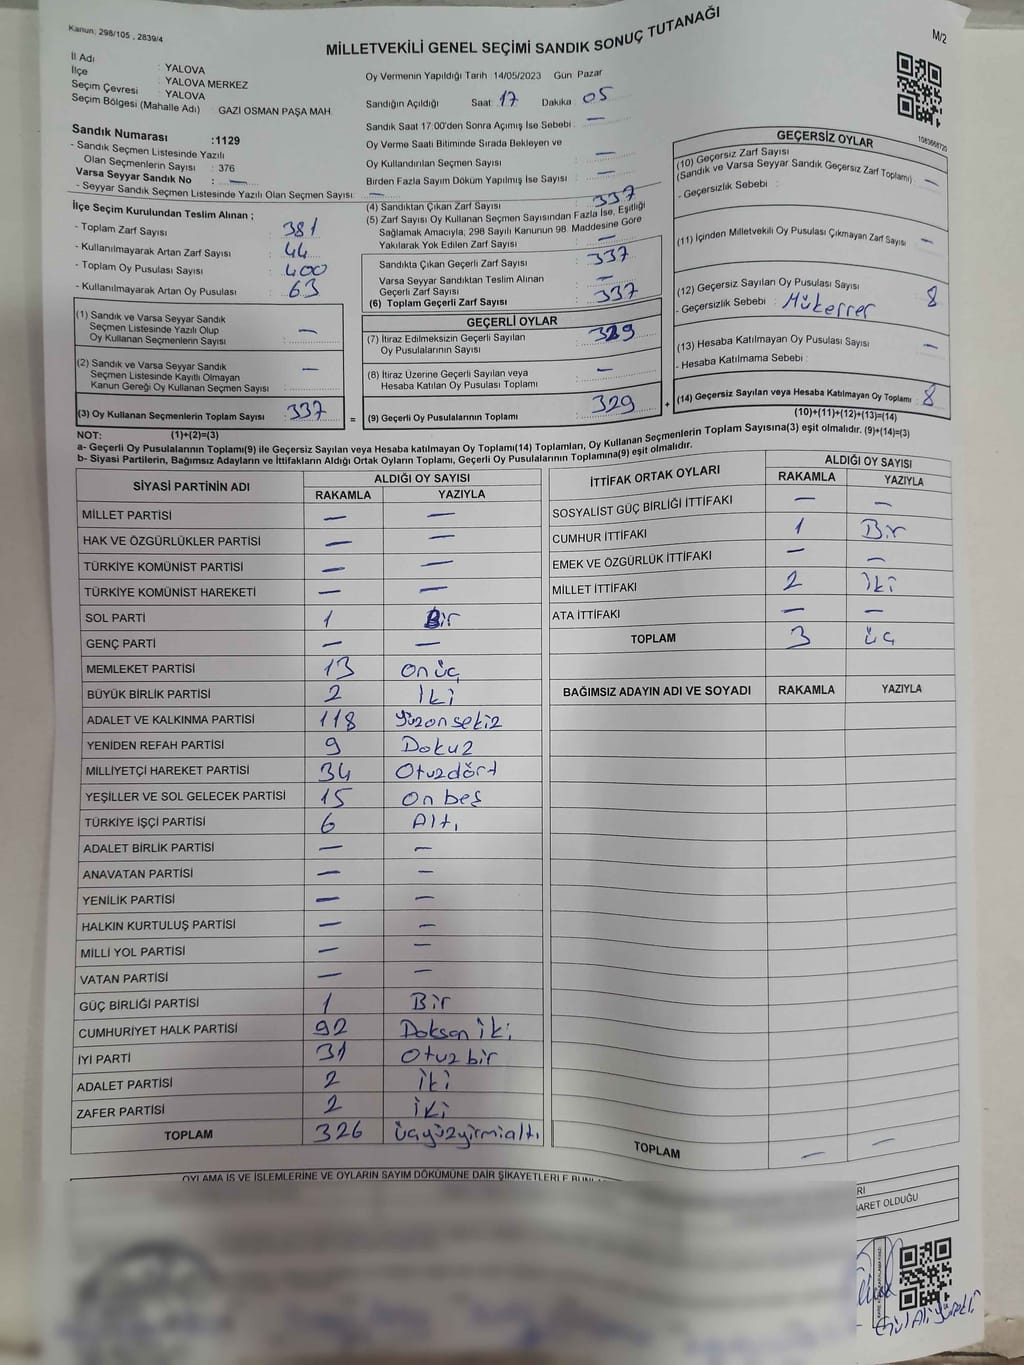 Kanun, 298/105 , 2839/4
MİLLETVEKİLİ GENEL SEÇİMİ SANDIK SONUÇ TUTANAĞI
M/2
İl Adı : YALOVA
İlçe : YALOVA MERKEZ
Seçim Çevresi : YALOVA
Seçim Bölgesi (Mahalle Adı) : GAZİ OSMAN PAŞA MAH.
Sandık Numarası :1129
- Sandık Seçmen Listesinde Yazılı
Olan Seçmenlerin Sayısı : 376
Varsa Seyyar Sandık No : —
- Seyyar Sandık Seçmen Listesinde Yazılı Olan Seçmen Sayısı: —
Oy Vermenin Yapıldığı Tarih 14/05/2023 Gün Pazar
Sandığın Açıldığı Saat 17 Dakika 05
Sandık Saat 17:00'den Sonra Açımış İse Sebebi : —
Oy Verme Saati Bitiminde Sırada Bekleyen ve
Oy Kullandırılan Seçmen Sayısı —
Birden Fazla Sayım Döküm Yapılmış İse Sayısı : —
İlçe Seçim Kurulundan Teslim Alınan ;
- Toplam Zarf Sayısı : 381
- Kullanılmayarak Artan Zarf Sayısı : 44
- Toplam Oy Pusulası Sayısı : 400
- Kullanılmayarak Artan Oy Pusulası : 63
(1) Sandık ve Varsa Seyyar Sandık
Seçmen Listesinde Yazılı Olup
Oy Kullanan Seçmenlerin Sayısı : —
(2) Sandık ve Varsa Seyyar Sandık
Seçmen Listesinde Kayıtlı Olmayan
Kanun Gereği Oy Kullanan Seçmen Sayısı : —
(3) Oy Kullanan Seçmenlerin Toplam Sayısı : 337
(1)+(2)=(3)
(4) Sandıktan Çıkan Zarf Sayısı : 337
(5) Zarf Sayısı Oy Kullanan Seçmen Sayısından Fazla İse, Eşitliği
Sağlamak Amacıyla, 298 Sayılı Kanunun 98. Maddesine Göre
Yakılarak Yok Edilen Zarf Sayısı : —
Sandıkta Çıkan Geçerli Zarf Sayısı : 337
Varsa Seyyar Sandıktan Teslim Alınan
Geçerli Zarf Sayısı : —
(6) Toplam Geçerli Zarf Sayısı : 337
GEÇERLİ OYLAR
(7) İtiraz Edilmeksizin Geçerli Sayılan
Oy Pusulalarının Sayısı : 329
(8) İtiraz Üzerine Geçerli Sayılan veya
Hesaba Katılan Oy Pusulası Toplamı : —
= (9) Geçerli Oy Pusulalarının Toplamı : 329 +
GEÇERSİZ OYLAR
1083668720
(10) Geçersiz Zarf Sayısı
(Sandık ve Varsa Seyyar Sandık Geçersiz Zarf Toplamı) : —
- Geçersizlik Sebebi :
(11) İçinden Milletvekili Oy Pusulası Çıkmayan Zarf Sayısı : —
(12) Geçersiz Sayılan Oy Pusulası Sayısı : 8
- Geçersizlik Sebebi : Mükerrer
(13) Hesaba Katılmayan Oy Pusulası Sayısı : —
- Hesaba Katılmama Sebebi :
(14) Geçersiz Sayılan veya Hesaba Katılmayan Oy Toplamı : 8
(10)+(11)+(12)+(13)=(14)
NOT:
a- Geçerli Oy Pusulalarının Toplamı(9) ile Geçersiz Sayılan veya Hesaba katılmayan Oy Toplamı(14) Toplamları, Oy Kullanan Seçmenlerin Toplam Sayısına(3) eşit olmalıdır. (9)+(14)=(3)
b- Siyasi Partilerin, Bağımsız Adayların ve İttifakların Aldığı Ortak Oyların Toplamı, Geçerli Oy Pusulalarının Toplamına(9) eşit olmalıdır.
SİYASİ PARTİNİN ADI ALDIĞI OY SAYISI
RAKAMLA YAZIYLA
MİLLET PARTİSİ — —
HAK VE ÖZGÜRLÜKLER PARTİSİ — —
TÜRKİYE KOMÜNİST PARTİSİ — —
TÜRKİYE KOMÜNİST HAREKETİ — —
SOL PARTİ 1 Bir
GENÇ PARTİ — —
MEMLEKET PARTİSİ 13 Onüç
BÜYÜK BİRLİK PARTİSİ 2 İki
ADALET VE KALKINMA PARTİSİ 118 Yüzonsekiz
YENİDEN REFAH PARTİSİ 9 Dokuz
MİLLİYETÇİ HAREKET PARTİSİ 34 Otuzdört
YEŞİLLER VE SOL GELECEK PARTİSİ 15 On beş
TÜRKİYE İŞÇİ PARTİSİ 6 Altı
ADALET BİRLİK PARTİSİ — —
ANAVATAN PARTİSİ — —
YENİLİK PARTİSİ — —
HALKIN KURTULUŞ PARTİSİ — —
MİLLİ YOL PARTİSİ — —
VATAN PARTİSİ — —
GÜÇ BİRLİĞİ PARTİSİ 1 Bir
CUMHURİYET HALK PARTİSİ 92 Doksan iki
İYİ PARTİ 31 Otuz bir
ADALET PARTİSİ 2 iki
ZAFER PARTİSİ 2 iki
TOPLAM 326 üçyüzyirmialtı
İTTİFAK ORTAK OYLARI ALDIĞI OY SAYISI
RAKAMLA YAZIYLA
SOSYALİST GÜÇ BİRLİĞİ İTTİFAKI — —
CUMHUR İTTİFAKI 1 Bir
EMEK VE ÖZGÜRLÜK İTTİFAKI — —
MİLLET İTTİFAKI 2 İki
ATA İTTİFAKI — —
TOPLAM 3 üç
BAĞIMSIZ ADAYIN ADI VE SOYADI RAKAMLA YAZIYLA
TOPLAM — —
OYLAMA İŞ VE İŞLEMLERİNE VE OYLARIN SAYIM DÖKÜMÜNE DAİR ŞİKAYETLERLE
RI
ARET OLDUĞU